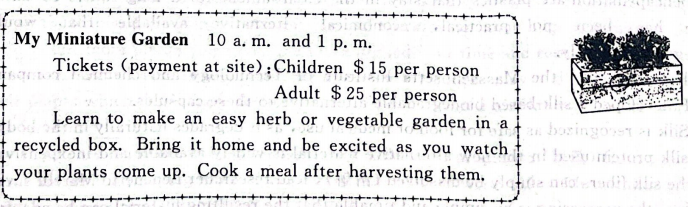 My Miniature Garden 10 a. m. and 1 p. m.
Tickets (payment at site): Children $ 15 per person
Adult $ 25 per person
Learn to make an easy herb or vegetable garden in a
recycled box. Bring it home and be excited as you watch
your plants come up. Cook a meal after harvesting them.